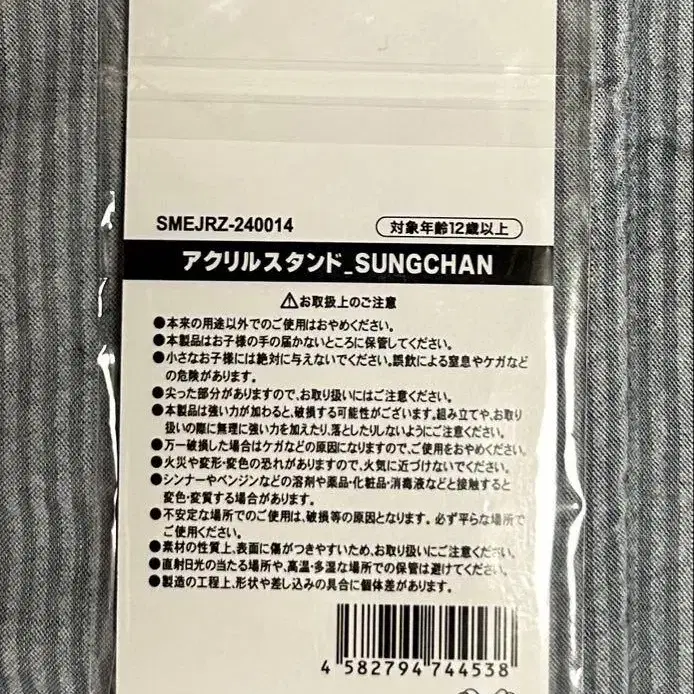 SMEJRZ-240014
対象年齢12歳以上
アクリルスタンド_SUNGCHAN
⚠お取扱上のご注意
●本来の用途以外でのご使用はおやめください。
●本製品はお子様の手の届かないところに保管してください。
●小さなお子様には絶対に与えないでください。誤飲による窒息やケガなど
の危険があります。
●尖った部分がありますので、お取り扱いにはご注意ください。
●本製品は強い力が加わると、破損する可能性がございます。組み立てや、お取り
扱いの際に無理に強い力を加えたり、落としたりしないようにご注意ください。
●万一破損した場合はケガなどの原因になりますので、ご使用をおやめください。
●火災や変形・変色の恐れがありますので、火気に近づけないでください。
●シンナーやベンジンなどの溶剤や薬品・化粧品・消毒液などと接触すると
変色・変質する場合があります。
●不安定な場所でのご使用は、破損等の原因となります。必ず平らな場所で
ご使用ください。
●素材の性質上、表面に傷がつきやすいため、お取り扱いにご注意ください。
●直射日光の当たる場所や、高温・多湿な場所での保管は避けてください。
●製造の工程上、形状や差し込みの具合に個体差があります。
4 582794 744538